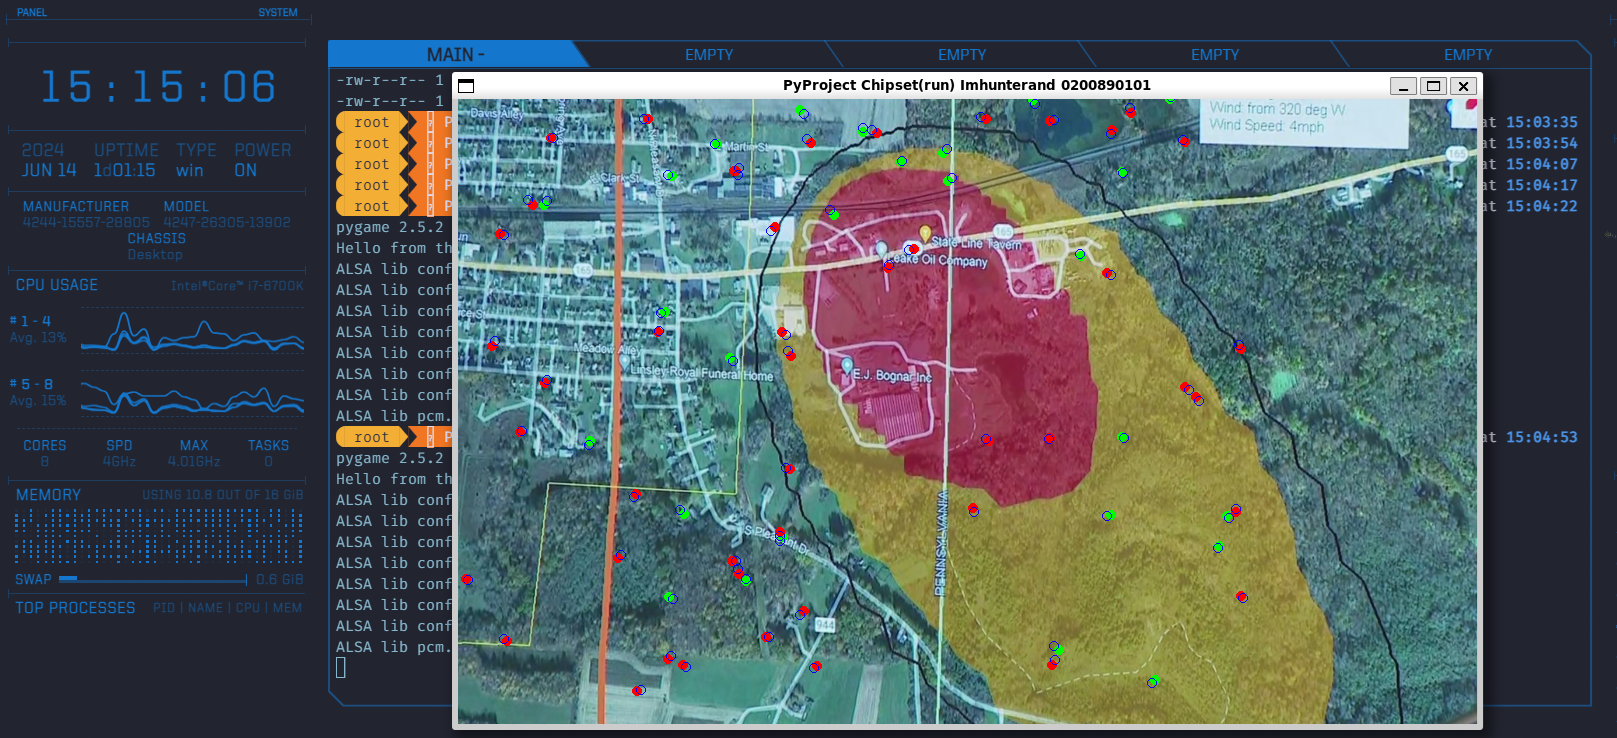 PANEL SYSTEM
15:15:06
2024 UPTIME TYPE POWER
JUN 14 1d01:15 win ON
MANUFACTURER MODEL
4244-15557-28805 4247-26305-13902
CHASSIS
Desktop
CPU USAGE Intel®Core™ i7-8700K
# 1 - 4
Avg. 13%
# 5 - 8
Avg. 15%
CORES SPD MAX TASKS
8 4GHz 4.01GHz 0
MEMORY USING 10.8 OUT OF 16 GiB
SWAP 0.6 GiB
TOP PROCESSES PID | NAME | CPU | MEM
MAIN - EMPTY EMPTY EMPTY EMPTY
-rw-r--r-- 1
-rw-r--r-- 1
root P at 15:03:35
root P at 15:03:54
root P at 15:04:07
root P at 15:04:17
root P at 15:04:22
pygame 2.5.2
Hello from th
ALSA lib conf
ALSA lib conf
ALSA lib conf
ALSA lib conf
ALSA lib conf
ALSA lib conf
ALSA lib conf
ALSA lib pcm.
root P at 15:04:53
pygame 2.5.2
Hello from th
ALSA lib conf
ALSA lib conf
ALSA lib conf
ALSA lib conf
ALSA lib conf
ALSA lib conf
ALSA lib conf
ALSA lib pcm.
PyProject Chipset(run) Imhunterand 0200890101
Wind: from 320 deg W
Wind Speed: 4mph
Davis Alley
Martin St
E Clark St
165
165
165
State Line Tavern
Leake Oil Company
Meadow Alley
Linsley-Royal Funeral Home
E.J. Bognar Inc
PENNSYLVANIA
S Pleasant Dr
944